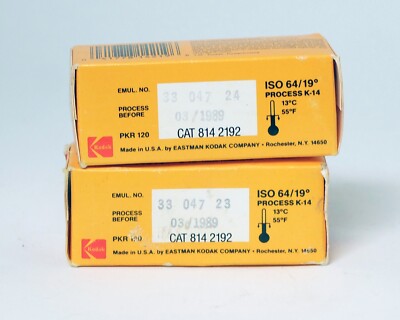 EMUL. NO. 33 047 24 ISO 64/19°
PROCESS K-14
PROCESS BEFORE 03/1989 13°C
55°F
Kodak PKR 120 CAT 814 2192
Made in U.S.A. by EASTMAN KODAK COMPANY • Rochester, N.Y. 14650
EMUL. NO. 33 047 23 ISO 64/19°
PROCESS K-14
PROCESS BEFORE 03/1989 13°C
55°F
Kodak PKR 120 CAT 814 2192
Made in U.S.A. by EASTMAN KODAK COMPANY • Rochester, N.Y. 14650